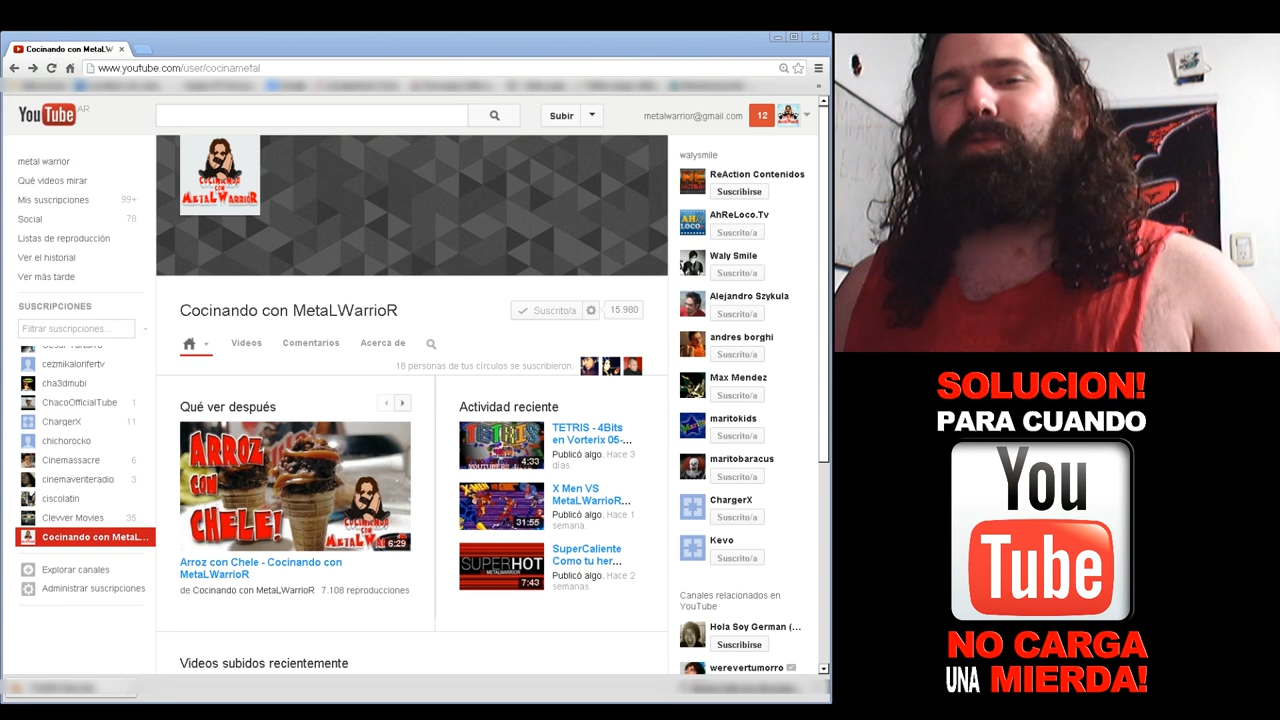 Cocinando con MetaLW
www.youtube.com/user/cocinametal
YouTube AR
Subir
metalwarrior@gmail.com
12
metal warrior
Qué videos mirar
Mis suscripciones 99+
Social 78
Listas de reproducción
Ver el historial
Ver más tarde
SUSCRIPCIONES
Filtrar suscripciones...
cezmikalorifertv
cha3dmubi
ChacoOfficialTube 1
ChargerX 11
chichorocko
Cinemassacre 6
cinemaveriteradio 3
ciscolatin
Clevver Movies 35
Cocinando con MetaL...
Explorar canales
Administrar suscripciones
COCINANDO
CON
METALWARRIOR
Cocinando con MetaLWarrioR
Suscrito/a
15.980
Videos
Comentarios
Acerca de
18 personas de tus círculos se suscribieron.
Qué ver después
ARROZ
CON
CHELE!
COCINANDO
CON
6:29
Arroz con Chele - Cocinando con
MetaLWarrioR
de Cocinando con MetaLWarrioR 7.108 reproducciones
Actividad reciente
TETRIS
4:33
TETRIS - 4Bits
en Vorterix 05-...
Publicó algo. Hace 3
días.
31:55
X Men VS
MetaLWarrioR...
Publicó algo. Hace 1
semana.
SUPERHOT
METALWARRIOR
7:43
SuperCaliente
Como tu her...
Publicó algo. Hace 2
semanas
Videos subidos recientemente
walysmile
ReAction Contenidos
Suscribirse
AhReLoco.Tv
Suscrito/a
Waly Smile
Suscrito/a
Alejandro Szykula
Suscrito/a
andres borghi
Suscrito/a
Max Mendez
Suscrito/a
maritokids
Suscrito/a
maritobaracus
Suscrito/a
ChargerX
Suscrito/a
Kevo
Suscrito/a
Canales relacionados en
YouTube
Hola Soy German (...
Suscribirse
werevertumorro
SOLUCION!
PARA CUANDO
You
Tube
NO CARGA
UNA MIERDA!